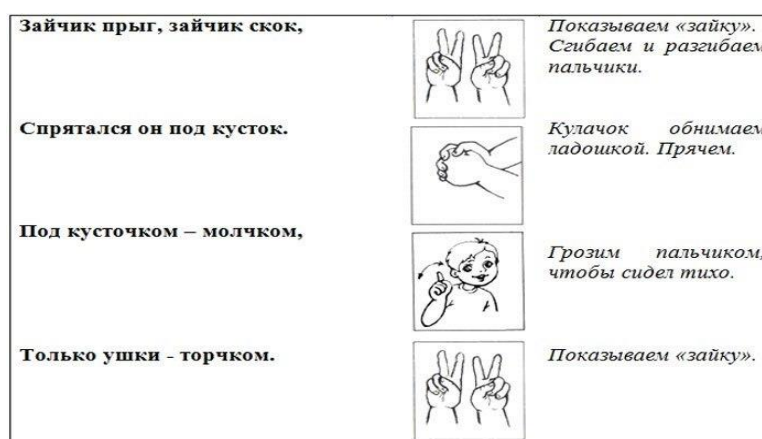 Зайчик прыг, зайчик скок,
Показываем «зайку».
Сгибаем и разгибаем
пальчики.
Спрятался он под кусток.
Кулачок обнимаем
ладошкой. Прячем.
Под кусточком – молчком,
Грозим пальчиком,
чтобы сидел тихо.
Только ушки - торчком.
Показываем «зайку».